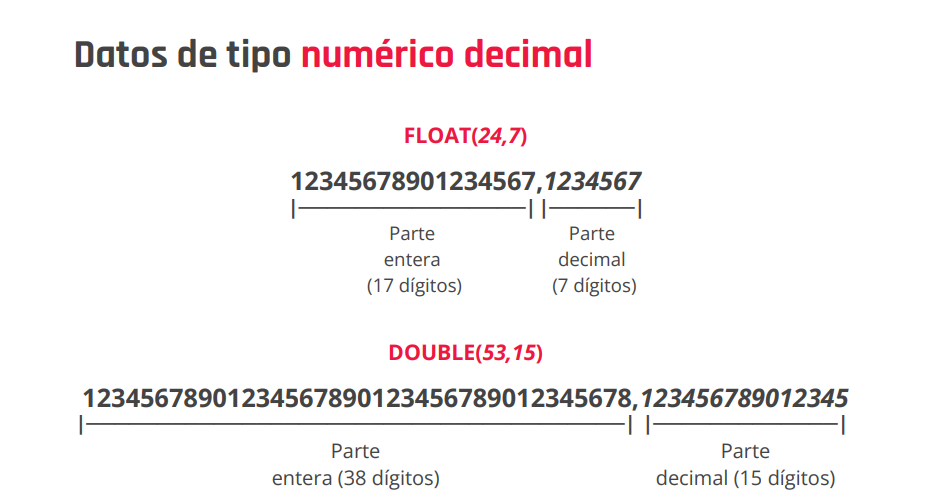 Datos de tipo numérico decimal
FLOAT(24,7)
12345678901234567,1234567
Parte entera (17 dígitos)
Parte decimal (7 dígitos)
DOUBLE(53,15)
12345678901234567890123456789012345678,123456789012345
Parte entera (38 dígitos)
Parte decimal (15 dígitos)